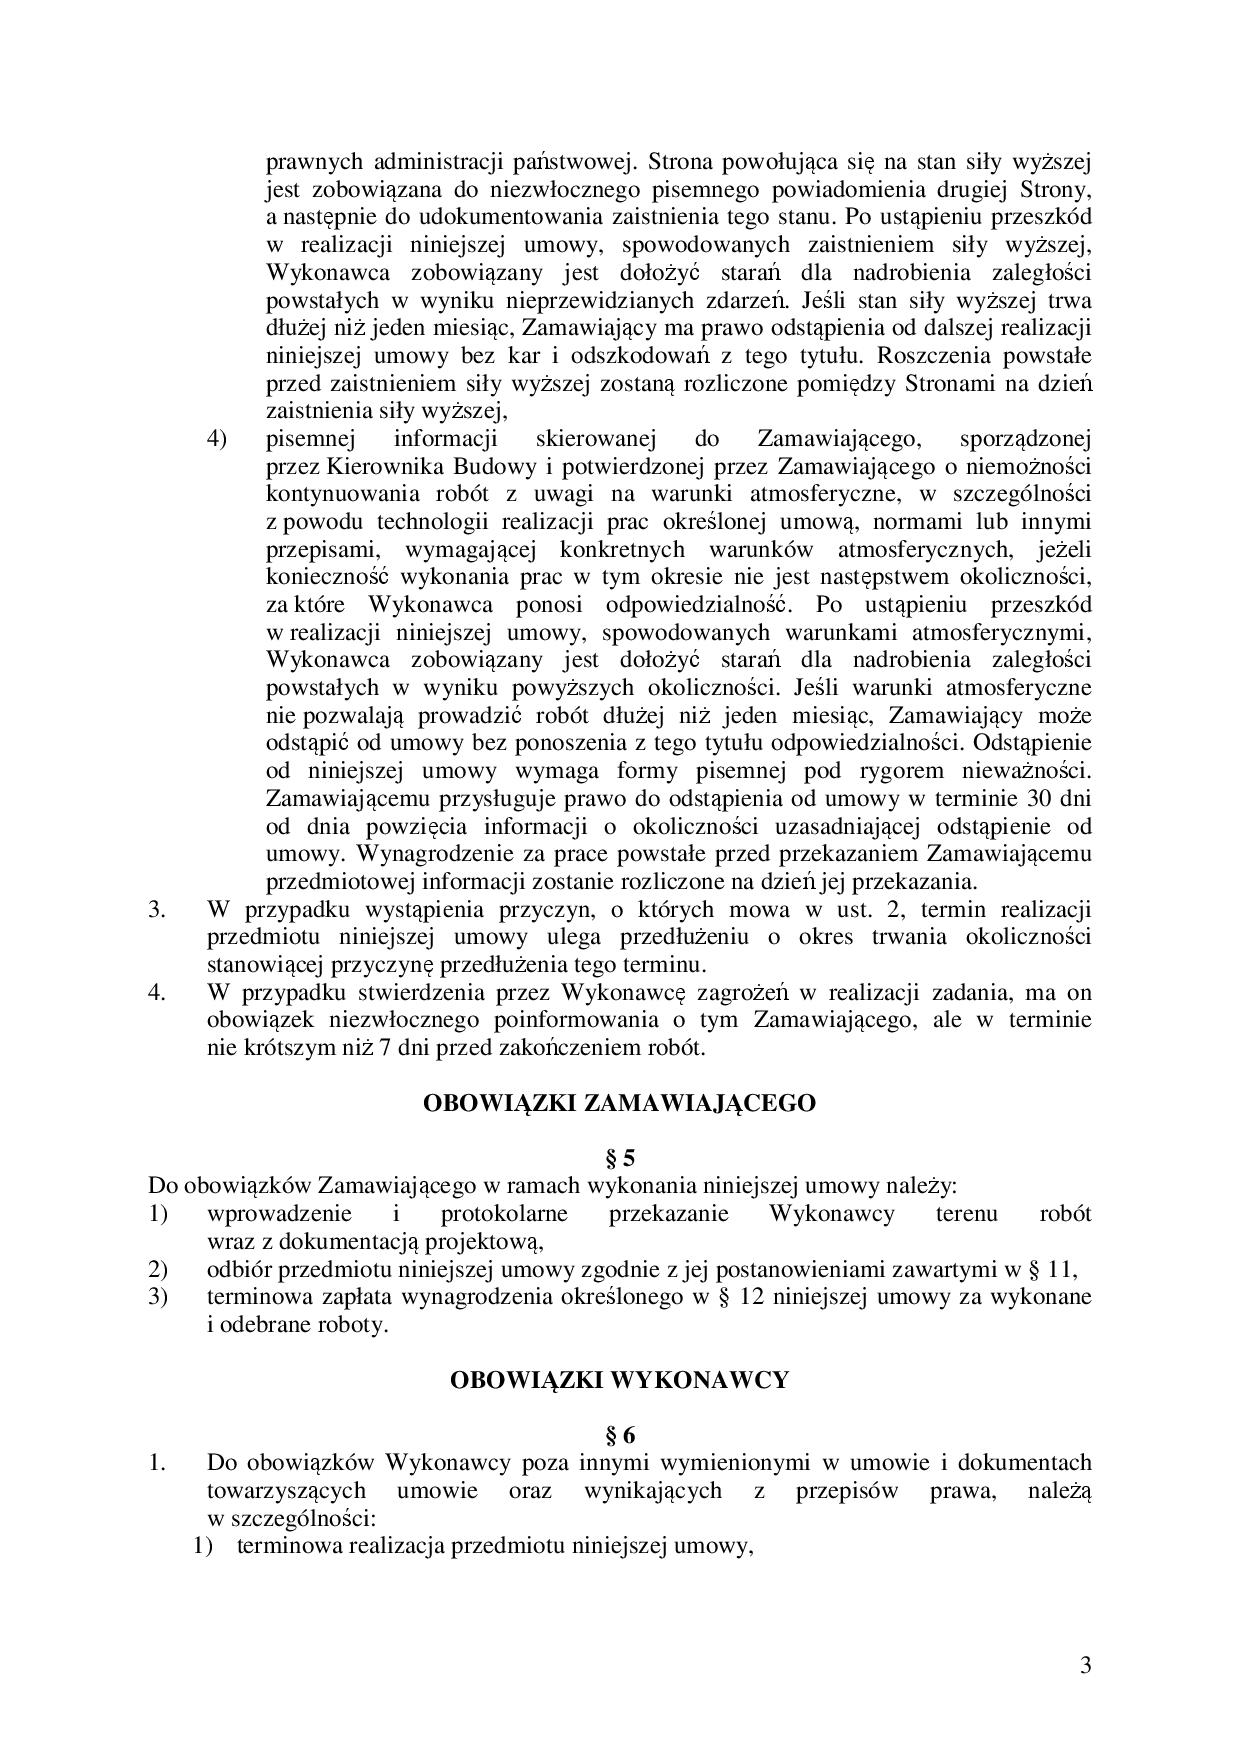 prawnych administracji państwowej. Strona powołująca się na stan siły wyższej
jest zobowiązana do niezwłocznego pisemnego powiadomienia drugiej Strony,
a następnie do udokumentowania zaistnienia tego stanu. Po ustąpieniu przeszkód
w realizacji niniejszej umowy, spowodowanych zaistnieniem siły wyższej,
Wykonawca zobowiązany jest dołożyć starań dla nadrobienia zaległości
powstałych w wyniku nieprzewidzianych zdarzeń. Jeśli stan siły wyższej trwa
dłużej niż jeden miesiąc, Zamawiający ma prawo odstąpienia od dalszej realizacji
niniejszej umowy bez kar i odszkodowań z tego tytułu. Roszczenia powstałe
przed zaistnieniem siły wyższej zostaną rozliczone pomiędzy Stronami na dzień
zaistnienia siły wyższej,
4) pisemnej informacji skierowanej do Zamawiającego, sporządzonej
przez Kierownika Budowy i potwierdzonej przez Zamawiającego o niemożności
kontynuowania robót z uwagi na warunki atmosferyczne, w szczególności
z powodu technologii realizacji prac określonej umową, normami lub innymi
przepisami, wymagającej konkretnych warunków atmosferycznych, jeżeli
konieczność wykonania prac w tym okresie nie jest następstwem okoliczności,
za które Wykonawca ponosi odpowiedzialność. Po ustąpieniu przeszkód
w realizacji niniejszej umowy, spowodowanych warunkami atmosferycznymi,
Wykonawca zobowiązany jest dołożyć starań dla nadrobienia zaległości
powstałych w wyniku powyższych okoliczności. Jeśli warunki atmosferyczne
nie pozwalają prowadzić robót dłużej niż jeden miesiąc, Zamawiający może
odstąpić od umowy bez ponoszenia z tego tytułu odpowiedzialności. Odstąpienie
od niniejszej umowy wymaga formy pisemnej pod rygorem nieważności.
Zamawiającemu przysługuje prawo do odstąpienia od umowy w terminie 30 dni
od dnia powzięcia informacji o okoliczności uzasadniającej odstąpienie od
umowy. Wynagrodzenie za prace powstałe przed przekazaniem Zamawiającemu
przedmiotowej informacji zostanie rozliczone na dzień jej przekazania.
3. W przypadku wystąpienia przyczyn, o których mowa w ust. 2, termin realizacji
przedmiotu niniejszej umowy ulega przedłużeniu o okres trwania okoliczności
stanowiącej przyczynę przedłużenia tego terminu.
4. W przypadku stwierdzenia przez Wykonawcę zagrożeń w realizacji zadania, ma on
obowiązek niezwłocznego poinformowania o tym Zamawiającego, ale w terminie
nie krótszym niż 7 dni przed zakończeniem robót.
OBOWIĄZKI ZAMAWIAJĄCEGO
§ 5
Do obowiązków Zamawiającego w ramach wykonania niniejszej umowy należy:
1) wprowadzenie i protokolarne przekazanie Wykonawcy terenu robót
wraz z dokumentacją projektową,
2) odbiór przedmiotu niniejszej umowy zgodnie z jej postanowieniami zawartymi w § 11,
3) terminowa zapłata wynagrodzenia określonego w § 12 niniejszej umowy za wykonane
i odebrane roboty.
OBOWIĄZKI WYKONAWCY
§ 6
1. Do obowiązków Wykonawcy poza innymi wymienionymi w umowie i dokumentach
towarzyszących umowie oraz wynikających z przepisów prawa, należą
w szczególności:
1) terminowa realizacja przedmiotu niniejszej umowy,
3